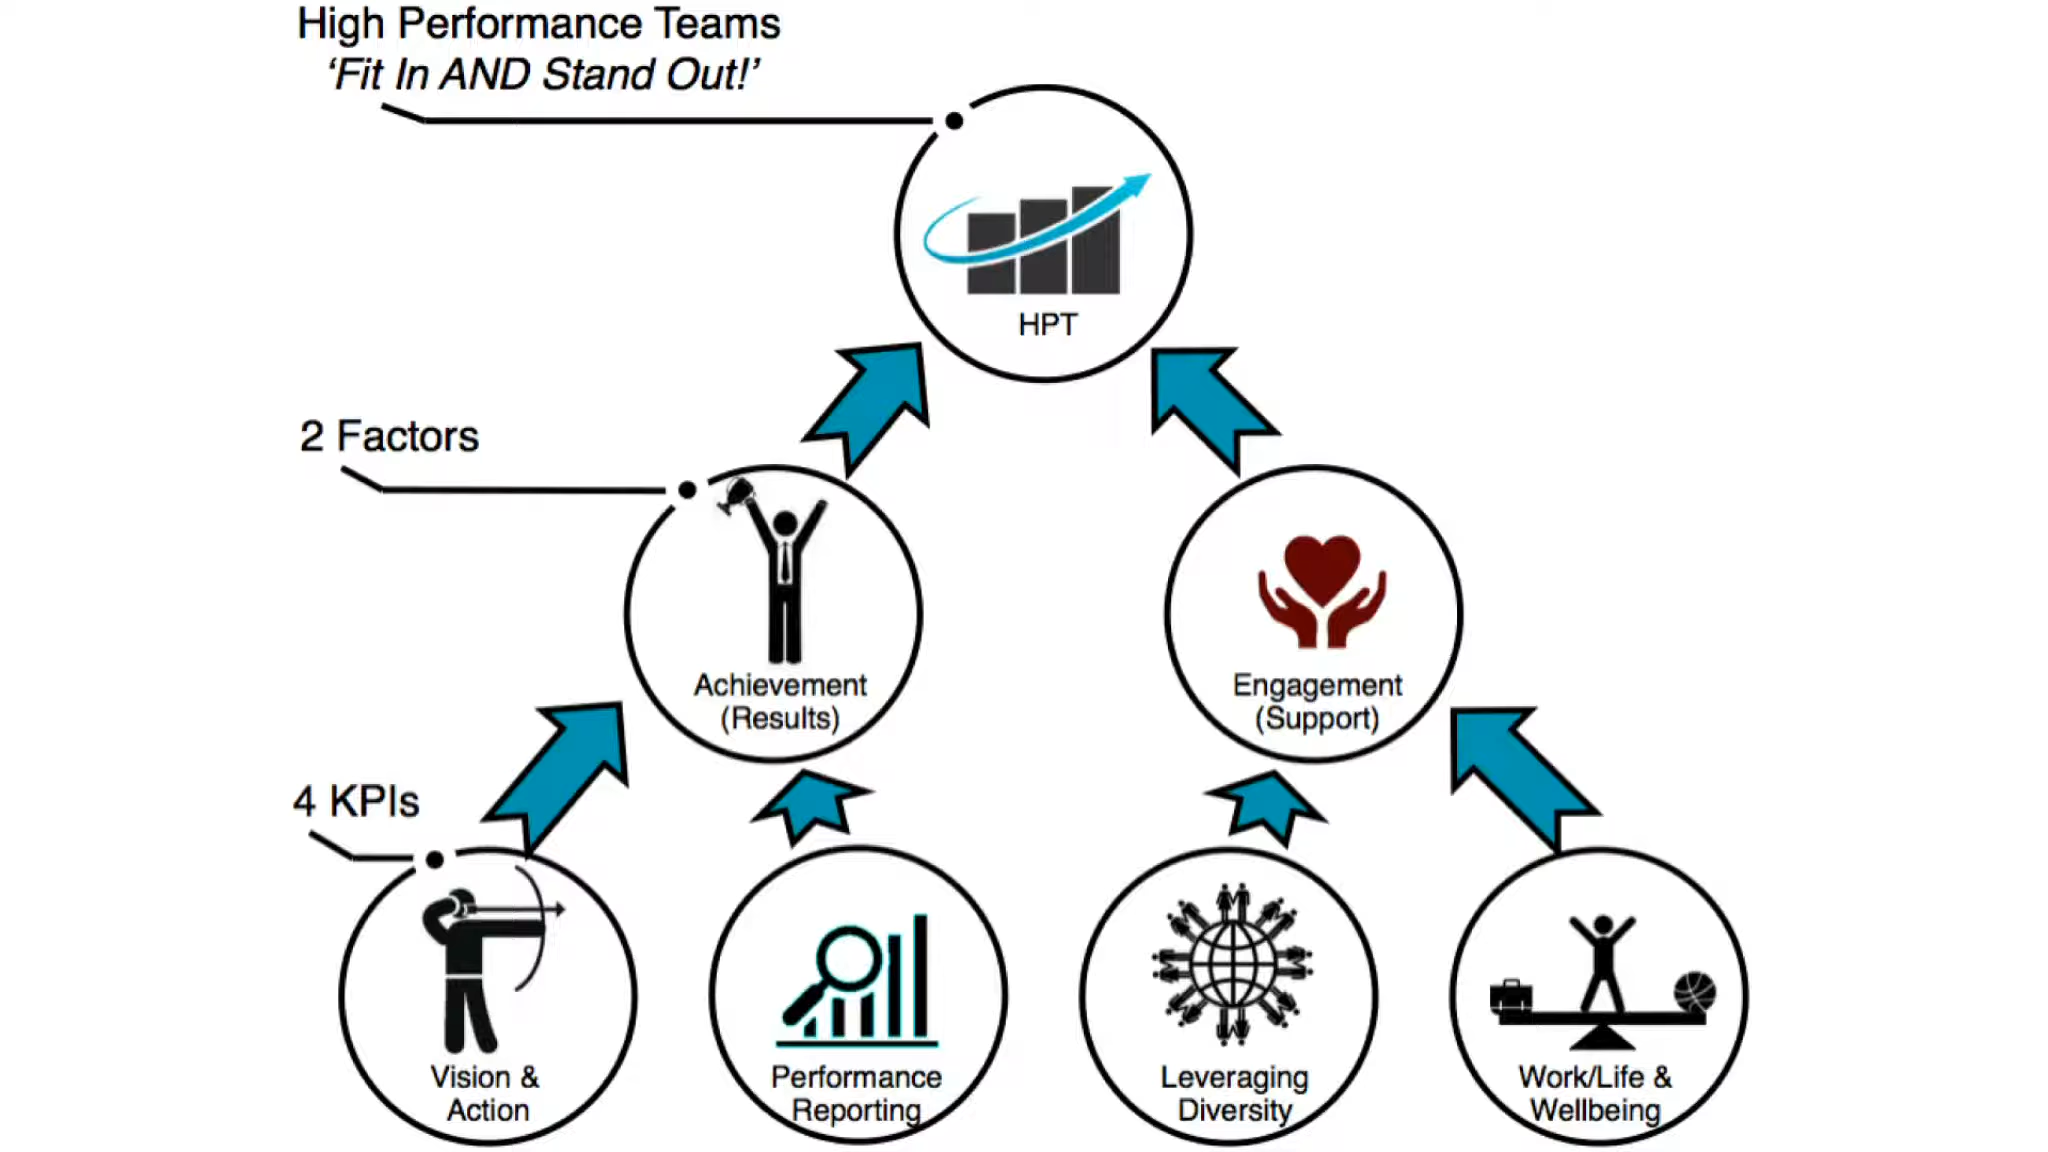 High Performance Teams
‘Fit In AND Stand Out!’
HPT
2 Factors
Achievement
(Results)
Engagement
(Support)
4 KPIs
Vision &
Action
Performance
Reporting
Leveraging
Diversity
Work/Life &
Wellbeing